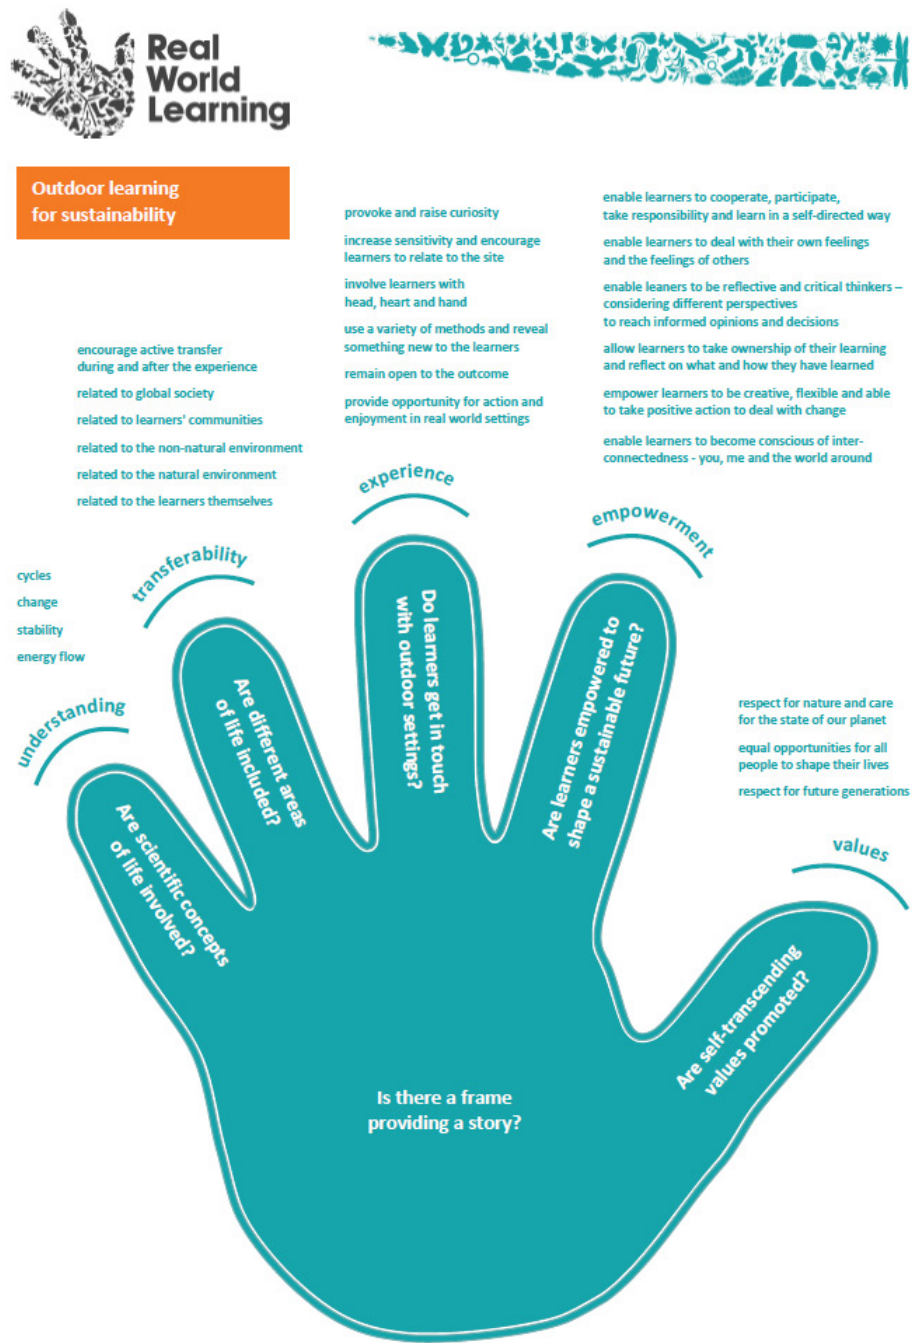 Real
World
Learning
Outdoor learning
for sustainability
encourage active transfer
during and after the experience
related to global society
related to learners' communities
related to the non-natural environment
related to the natural environment
related to the learners themselves
provoke and raise curiosity
increase sensitivity and encourage
learners to relate to the site
involve learners with
head, heart and hand
use a variety of methods and reveal
something new to the learners
remain open to the outcome
provide opportunity for action and
enjoyment in real world settings
enable learners to cooperate, participate,
take responsibility and learn in a self-directed way
enable learners to deal with their own feelings
and the feelings of others
enable leaners to be reflective and critical thinkers –
considering different perspectives
to reach informed opinions and decisions
allow learners to take ownership of their learning
and reflect on what and how they have learned
empower learners to be creative, flexible and able
to take positive action to deal with change
enable learners to become conscious of inter-
connectedness - you, me and the world around
cycles
change
stability
energy flow
understanding
transferability
experience
empowerment
respect for nature and care
for the state of our planet
equal opportunities for all
people to shape their lives
respect for future generations
values
Are scientific concepts
of life involved?
Are different areas
of life included?
Do learners get in touch
with outdoor settings?
Are learners empowered to
shape a sustainable future?
Are self-transcending
values promoted?
Is there a frame
providing a story?